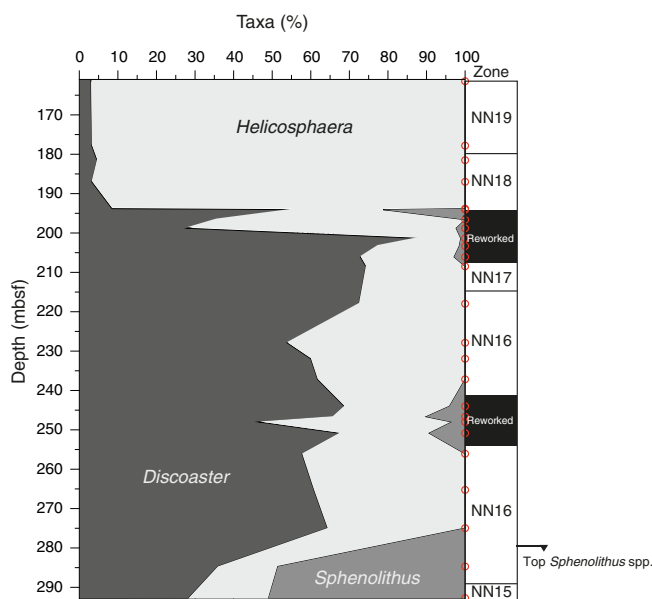 Taxa (%)
0 10 20 30 40 50 60 70 80 90 100
Zone
170
NN19
Helicosphaera
180
NN18
190
200
Reworked
210
NN17
220
NN16
230
Depth (mbsf)
240
Reworked
250
260
Discoaster
NN16
270
280
Top Sphenolithus spp.
Sphenolithus
290
NN15